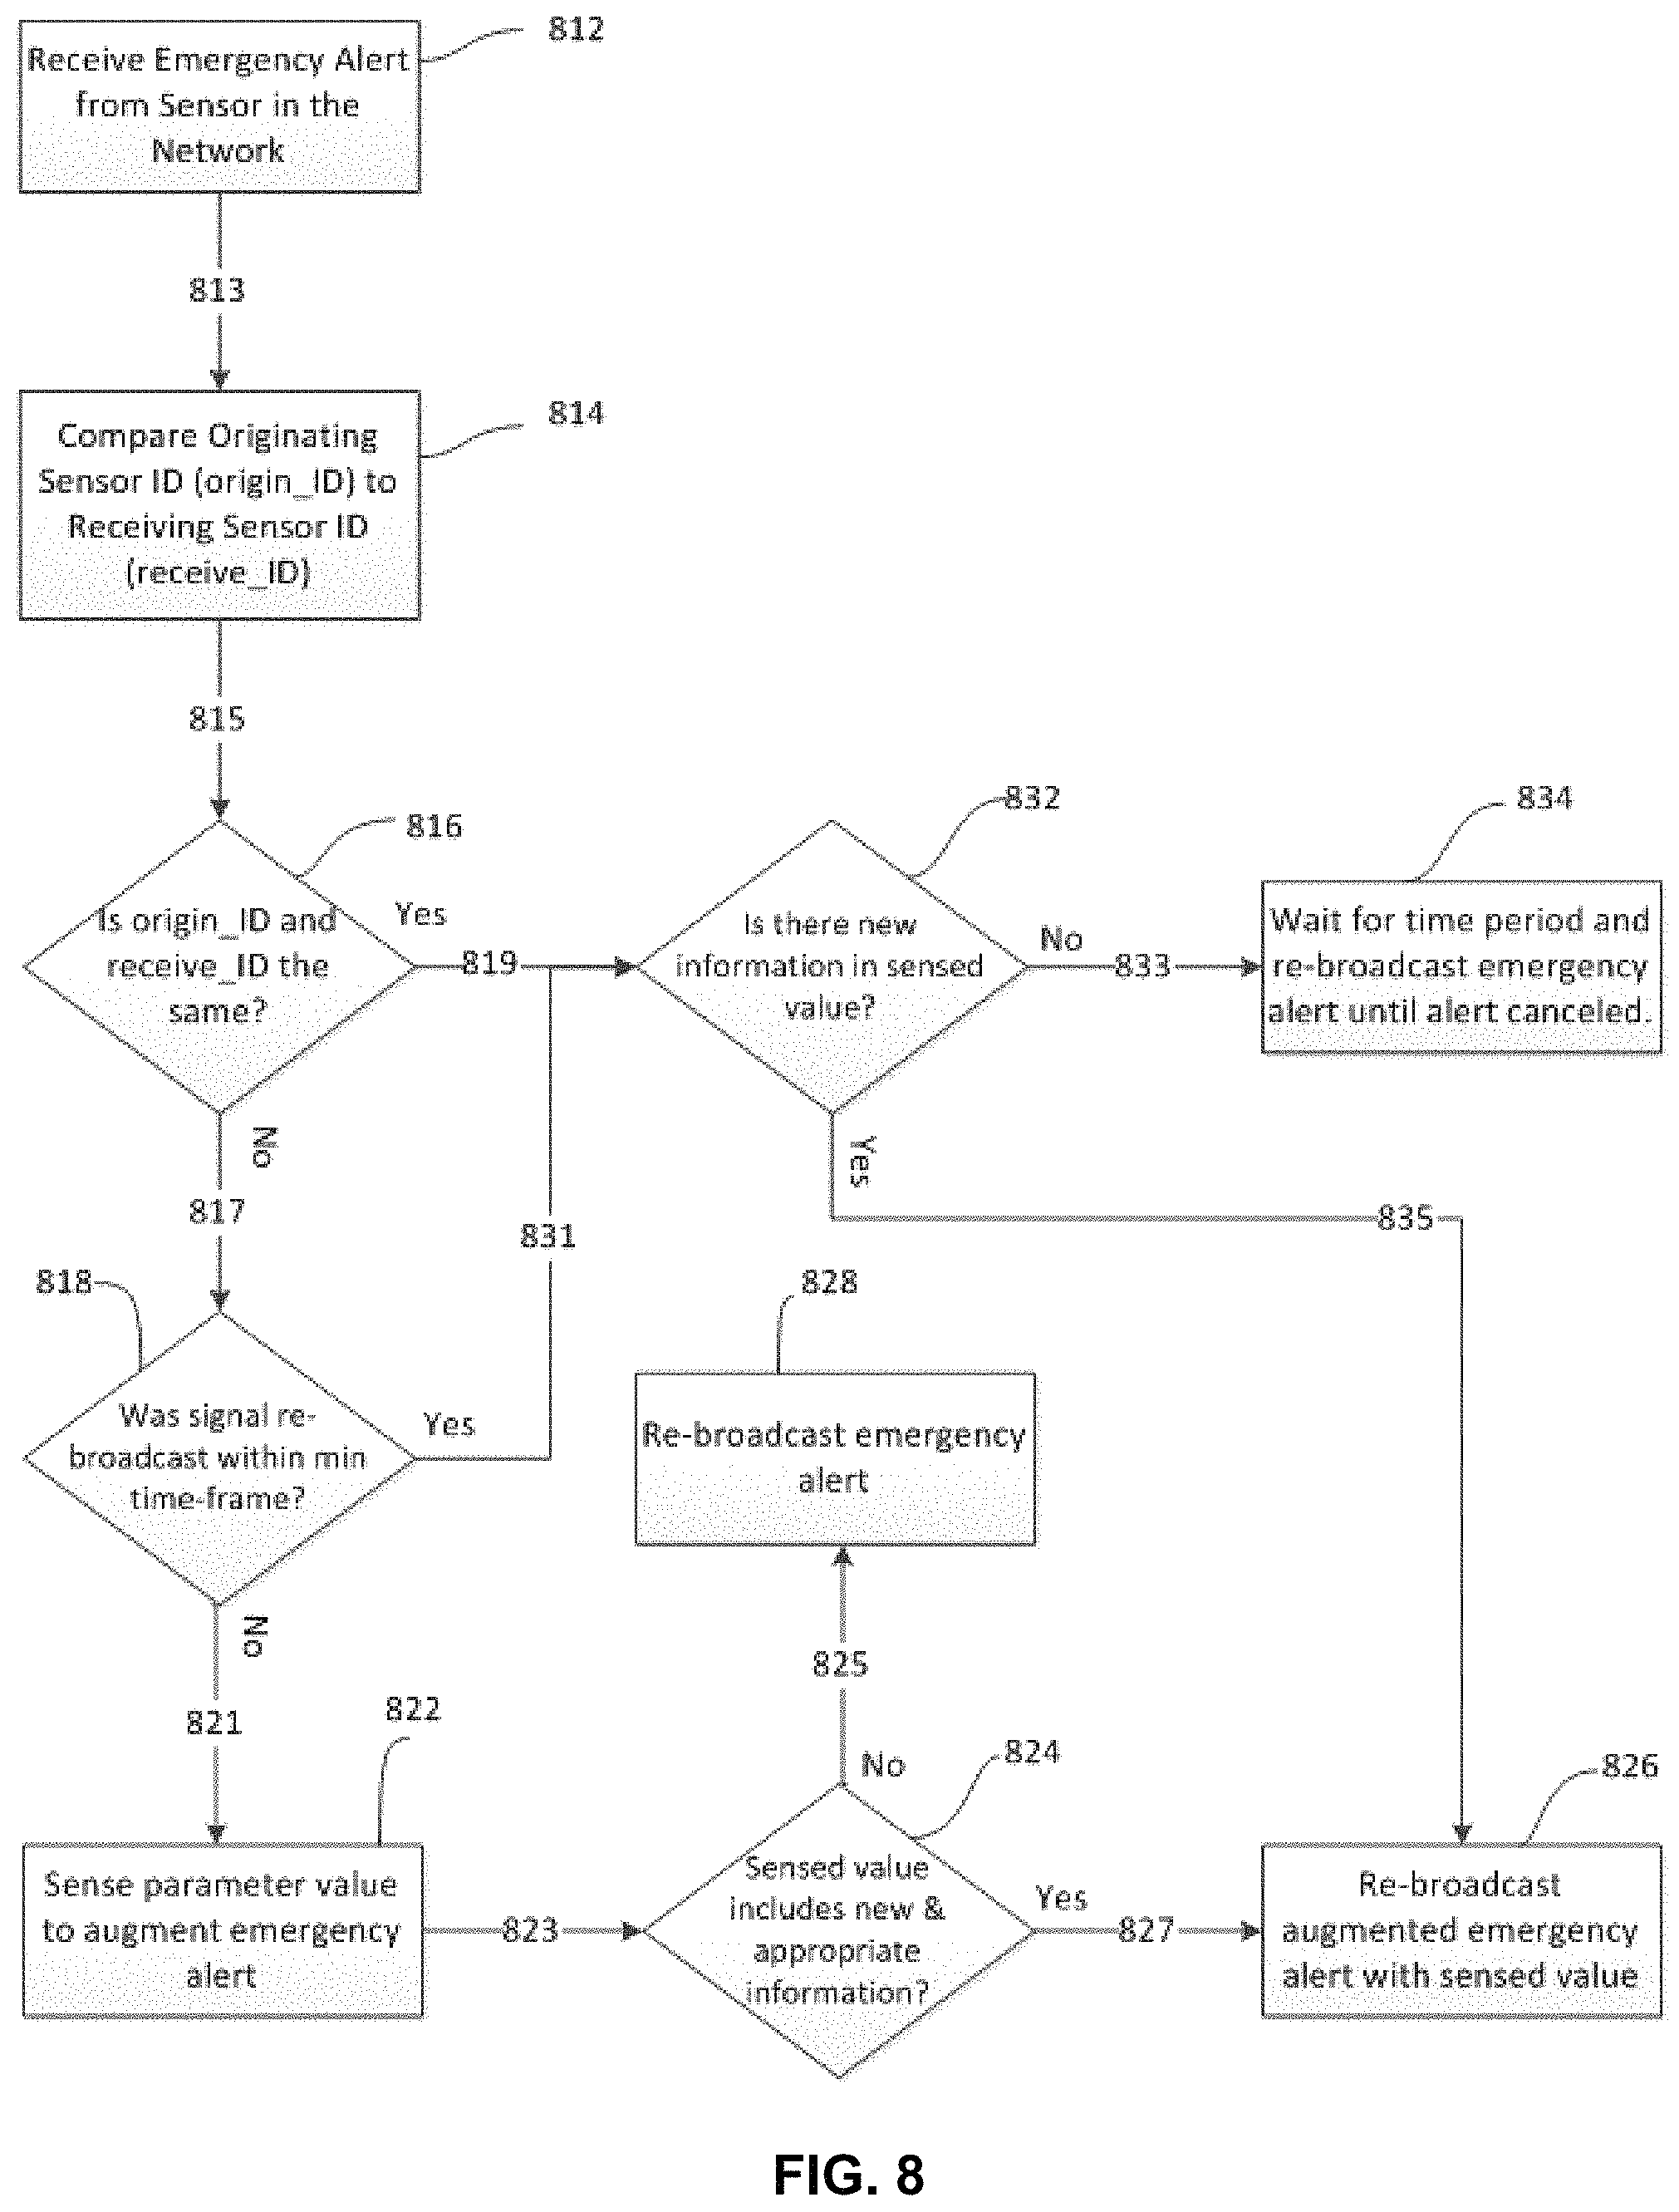 812
Receive Emergency Alert
from Sensor in the
Network
813
814
Compare Originating
Sensor ID (origin_ID) to
Receiving Sensor ID
(receive_ID)
815
816
Is origin_ID and
receive_ID the
same?
Yes
819
No
817
832
Is there new
information in sensed
value?
No
833
834
Wait for time period and
re-broadcast emergency
alert until alert canceled.
Yes
835
831
818
Was signal re-
broadcast within min
time-frame?
Yes
No
821
828
Re-broadcast emergency
alert
825
No
822
Sense parameter value
to augment emergency
alert
823
824
Sensed value
includes new &
appropriate
information?
Yes
827
826
Re-broadcast
augmented emergency
alert with sensed value
FIG. 8